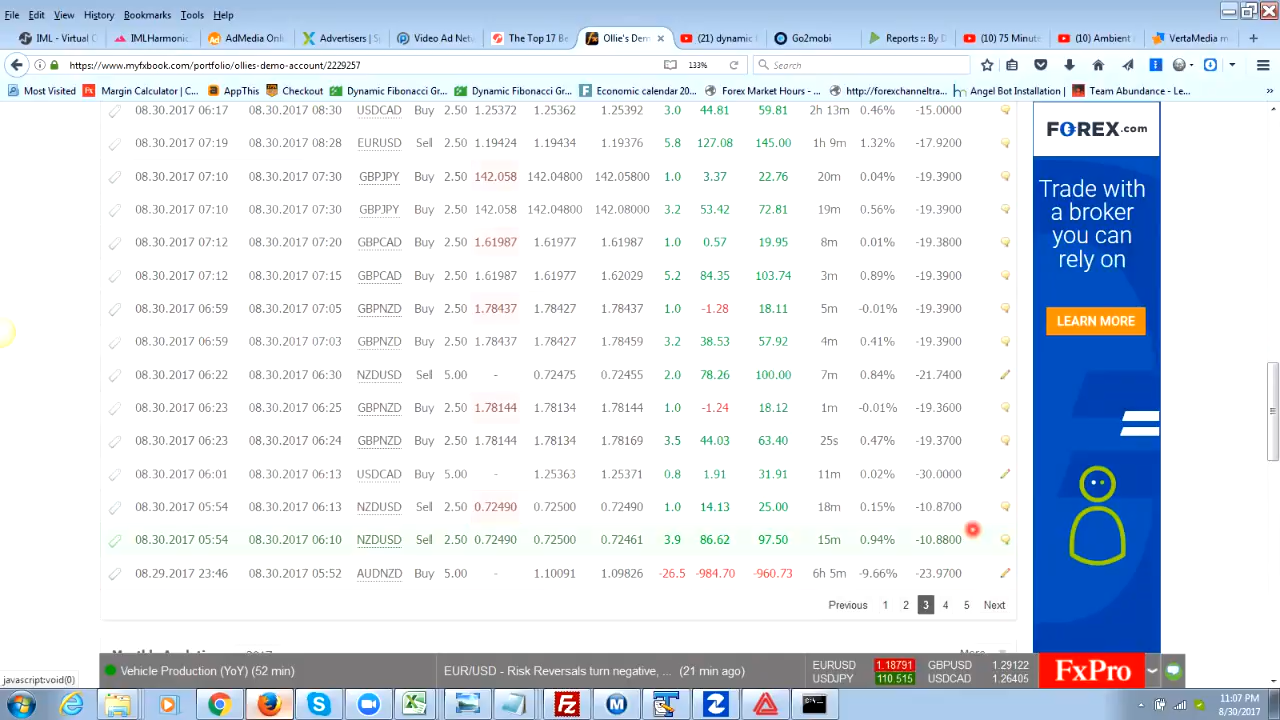 File Edit View History Bookmarks Tools Help
IML - Virtual C IMLHarmonic AdMedia Onli Advertisers | Sp Video Ad Netw The Top 17 Be Ollie's Dem (21) dynamic f Go2mobi Reports :: By D (10) 75 Minute (10) Ambient VertaMedia m
https://www.myfxbook.com/portfolio/ollies-demo-account/2229257 133% Search
Most Visited Margin Calculator | C... AppThis Checkout Dynamic Fibonacci Gr... Dynamic Fibonacci Gr... Economic calendar 20... Forex Market Hours - ... http://forexchanneltra... Angel Bot Installation | Team Abundance - Le... »
08.30.2017 06:17 08.30.2017 08:30 USDCAD Buy 2.50 1.25372 1.25362 1.25392 3.0 44.81 59.81 2h 13m 0.46% -15.0000
08.30.2017 07:19 08.30.2017 08:28 EURUSD Sell 2.50 1.19424 1.19434 1.19376 5.8 127.08 145.00 1h 9m 1.32% -17.9200
08.30.2017 07:10 08.30.2017 07:30 GBPJPY Buy 2.50 142.058 142.04800 142.05800 1.0 3.37 22.76 20m 0.04% -19.3900
08.30.2017 07:10 08.30.2017 07:30 GBPJPY Buy 2.50 142.058 142.04800 142.08000 3.2 53.42 72.81 19m 0.56% -19.3900
08.30.2017 07:12 08.30.2017 07:20 GBPCAD Buy 2.50 1.61987 1.61977 1.61987 1.0 0.57 19.95 8m 0.01% -19.3800
08.30.2017 07:12 08.30.2017 07:15 GBPCAD Buy 2.50 1.61987 1.61977 1.62029 5.2 84.35 103.74 3m 0.89% -19.3900
08.30.2017 06:59 08.30.2017 07:05 GBPNZD Buy 2.50 1.78437 1.78427 1.78437 1.0 -1.28 18.11 5m -0.01% -19.3900
08.30.2017 06:59 08.30.2017 07:03 GBPNZD Buy 2.50 1.78437 1.78427 1.78459 3.2 38.53 57.92 4m 0.41% -19.3900
08.30.2017 06:22 08.30.2017 06:30 NZDUSD Sell 5.00 - 0.72475 0.72455 2.0 78.26 100.00 7m 0.84% -21.7400
08.30.2017 06:23 08.30.2017 06:25 GBPNZD Buy 2.50 1.78144 1.78134 1.78144 1.0 -1.24 18.12 1m -0.01% -19.3600
08.30.2017 06:23 08.30.2017 06:24 GBPNZD Buy 2.50 1.78144 1.78134 1.78169 3.5 44.03 63.40 25s 0.47% -19.3700
08.30.2017 06:01 08.30.2017 06:13 USDCAD Buy 5.00 - 1.25363 1.25371 0.8 1.91 31.91 11m 0.02% -30.0000
08.30.2017 05:54 08.30.2017 06:13 NZDUSD Sell 2.50 0.72490 0.72500 0.72490 1.0 14.13 25.00 18m 0.15% -10.8700
08.30.2017 05:54 08.30.2017 06:10 NZDUSD Sell 2.50 0.72490 0.72500 0.72461 3.9 86.62 97.50 15m 0.94% -10.8800
08.29.2017 23:46 08.30.2017 05:52 AUDNZD Buy 5.00 - 1.10091 1.09826 -26.5 -984.70 -960.73 6h 5m -9.66% -23.9700
Previous 1 2 3 4 5 Next
FOREX.com
Trade with
a broker
you can
rely on
LEARN MORE
Monthly Analytics 2017 More
Vehicle Production (YoY) (52 min) EUR/USD - Risk Reversals turn negative, ... (21 min ago)
EURUSD 1.18791 GBPUSD 1.29122
USDJPY 110.515 USDCAD 1.26405
FxPro
javascript:void(0)
11:07 PM
8/30/2017